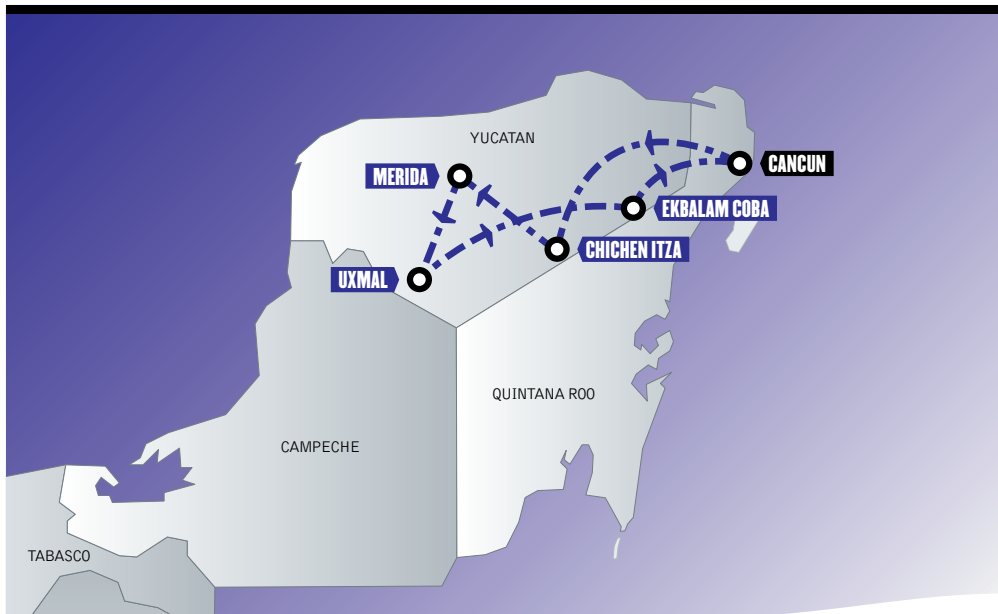 YUCATAN
CANCUN
MERIDA
EKBALAM COBA
CHICHEN ITZA
UXMAL
QUINTANA ROO
CAMPECHE
TABASCO